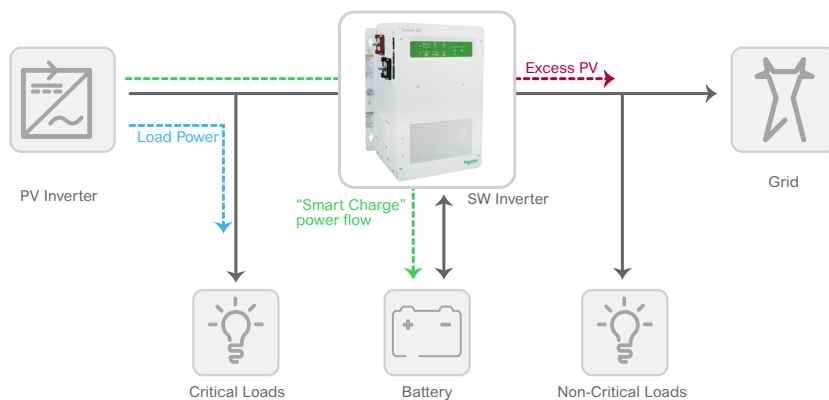 Excess PV
Load Power
PV Inverter
“Smart Charge”
power flow
SW Inverter
Grid
Schneider
Critical Loads
Battery
Non-Critical Loads